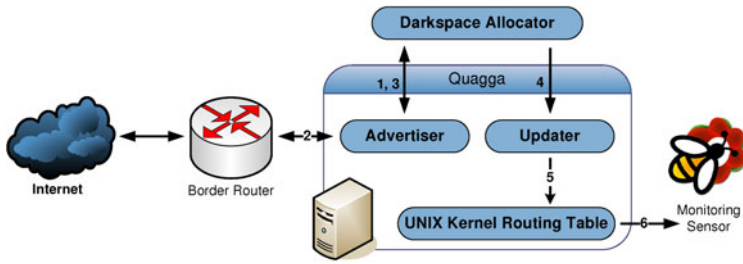 Darkspace Allocator
1, 3
4
Quagga
2
Advertiser
Updater
Internet
Border Router
5
UNIX Kernel Routing Table
6
Monitoring
Sensor